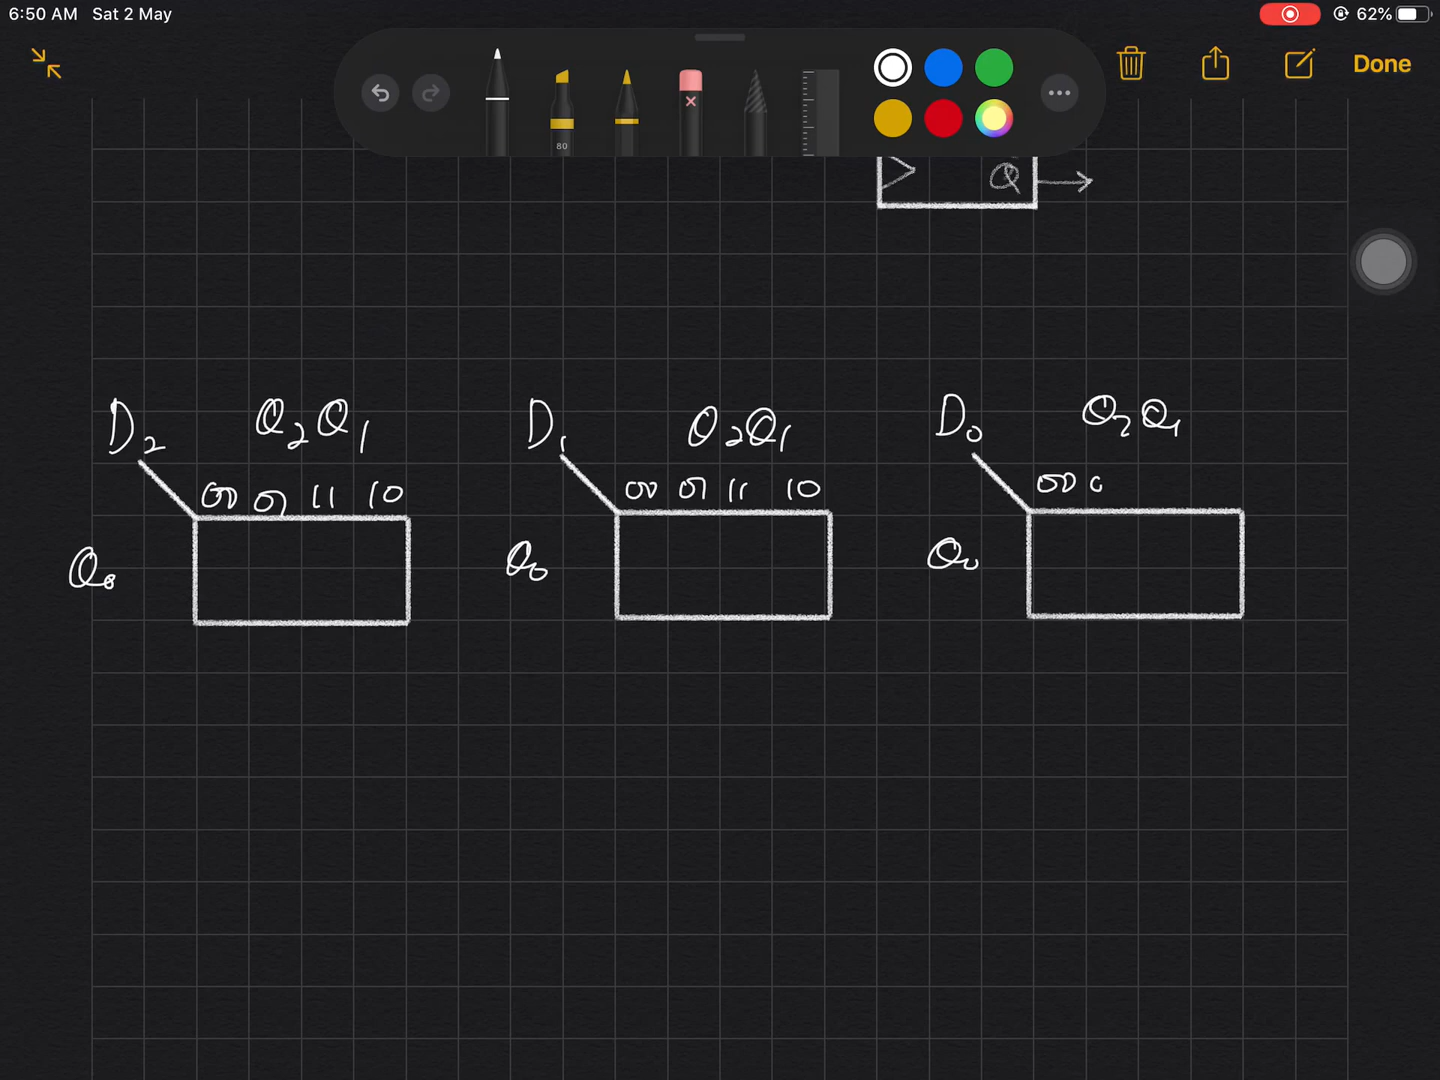 6:50 AM Sat 2 May 62%
Done
80
Q
D2 Q2Q1 D1 Q2Q1 D0 Q2Q1
00 01 11 10 00 01 11 10 00 0
Q0 Q0 Q0